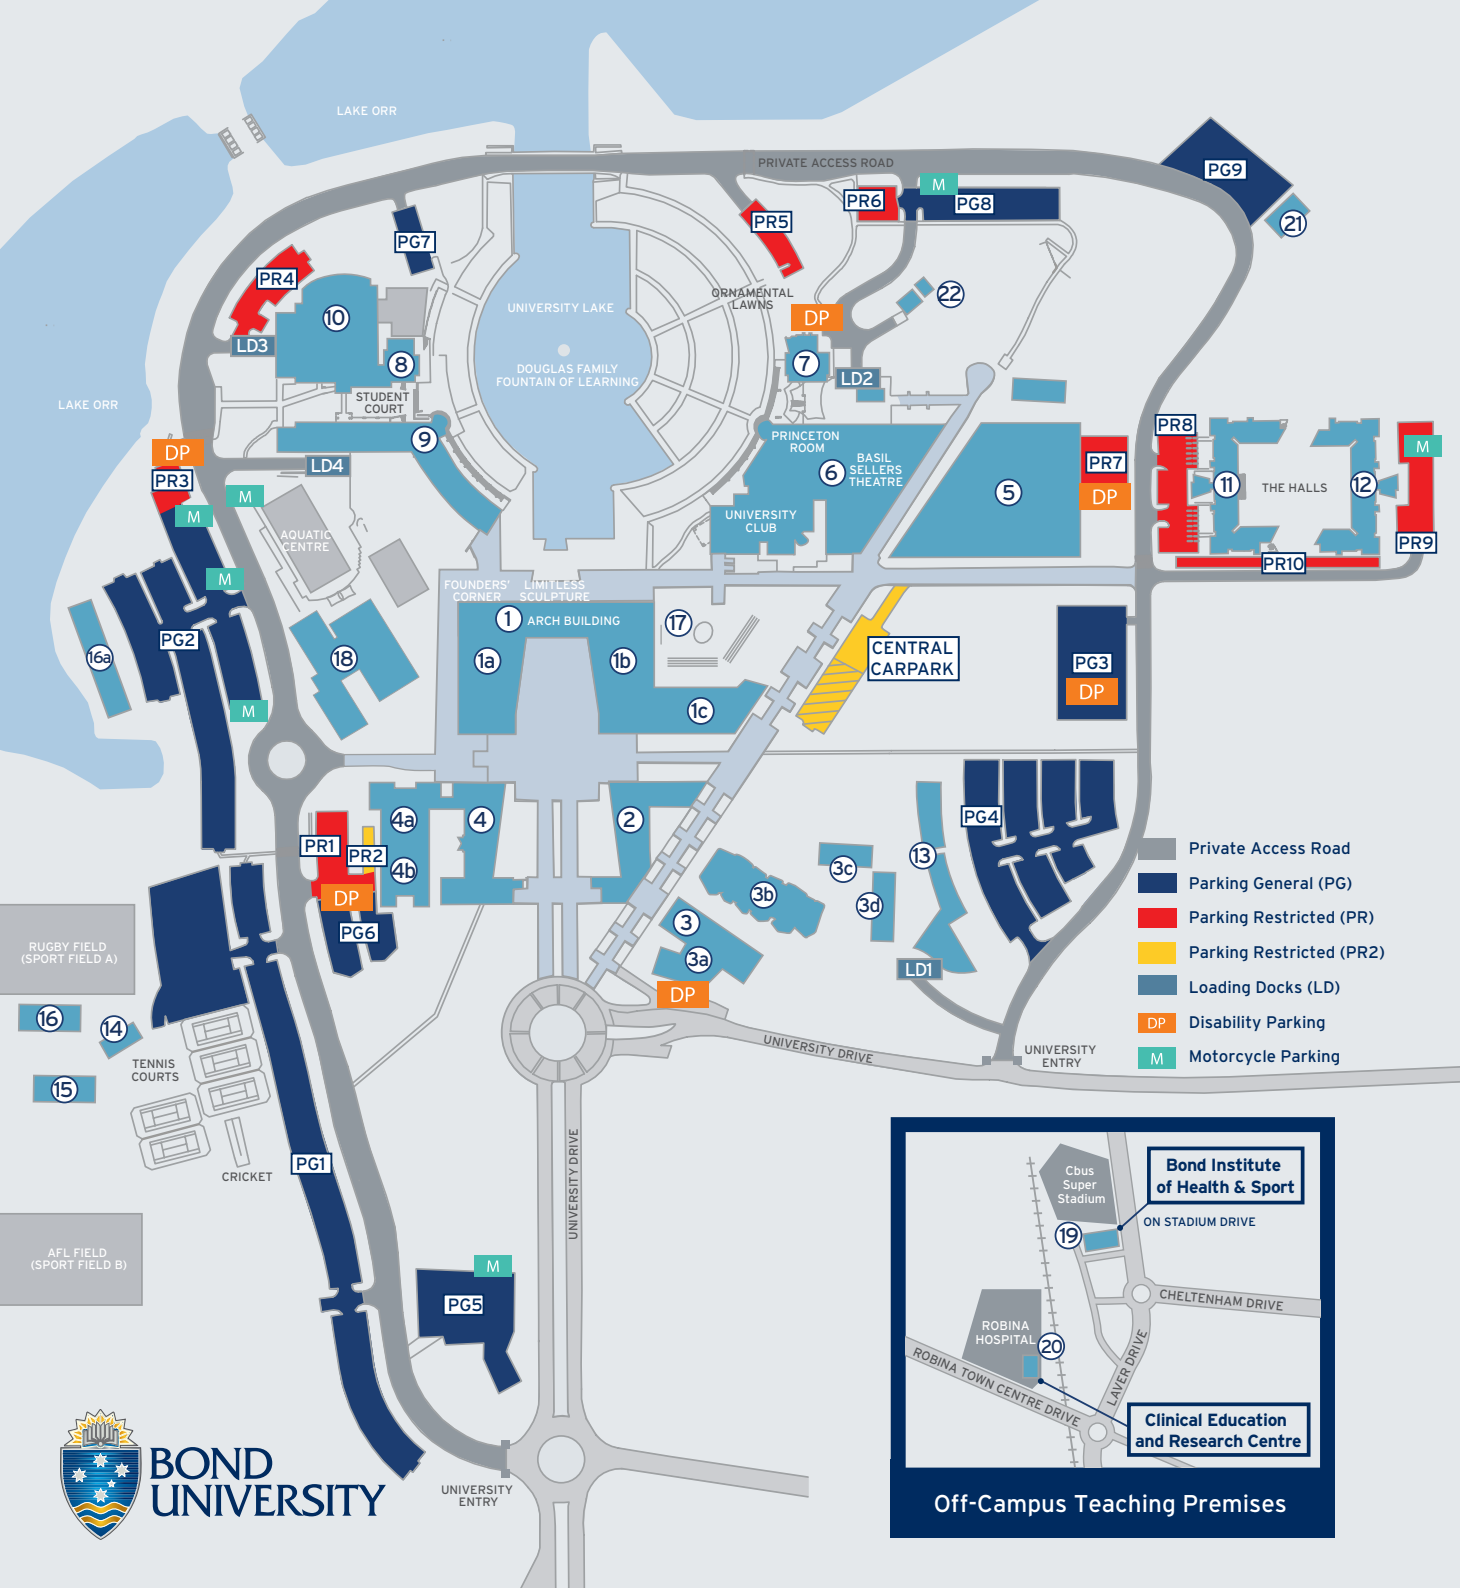 LAKE ORR
PRIVATE ACCESS ROAD
PG9
M
PR6
PG8
PR5
21
PG7
PR4
ORNAMENTAL
LAWNS
22
10
UNIVERSITY LAKE
DP
LD3
8
DOUGLAS FAMILY
FOUNTAIN OF LEARNING
7
LD2
LAKE ORR
STUDENT
COURT
PR8
9
PRINCETON
ROOM
DP
LD4
6
BASIL
SELLERS
THEATRE
PR7
M
PR3
5
DP
11
THE HALLS
12
M
M
UNIVERSITY
CLUB
AQUATIC
CENTRE
PR9
PR10
M
FOUNDERS'
CORNER
LIMITLESS
SCULPTURE
1
ARCH BUILDING
17
PG2
16a
18
1a
1b
CENTRAL
CARPARK
PG3
DP
M
1c
4a
4
2
PG4
PR1
PR2
4b
13
3c
3b
3d
DP
PG6
3
3a
LD1
DP
Private Access Road
Parking General (PG)
Parking Restricted (PR)
Parking Restricted (PR2)
Loading Docks (LD)
DP Disability Parking
M Motorcycle Parking
RUGBY FIELD
(SPORT FIELD A)
16
14
TENNIS
COURTS
15
UNIVERSITY DRIVE
UNIVERSITY
ENTRY
CRICKET
PG1
UNIVERSITY DRIVE
AFL FIELD
(SPORT FIELD B)
M
PG5
UNIVERSITY
ENTRY
BOND
UNIVERSITY
Cbus
Super
Stadium
Bond Institute
of Health & Sport
ON STADIUM DRIVE
19
CHELTENHAM DRIVE
ROBINA
HOSPITAL
20
LAVER DRIVE
ROBINA TOWN CENTRE DRIVE
Clinical Education
and Research Centre
Off-Campus Teaching Premises